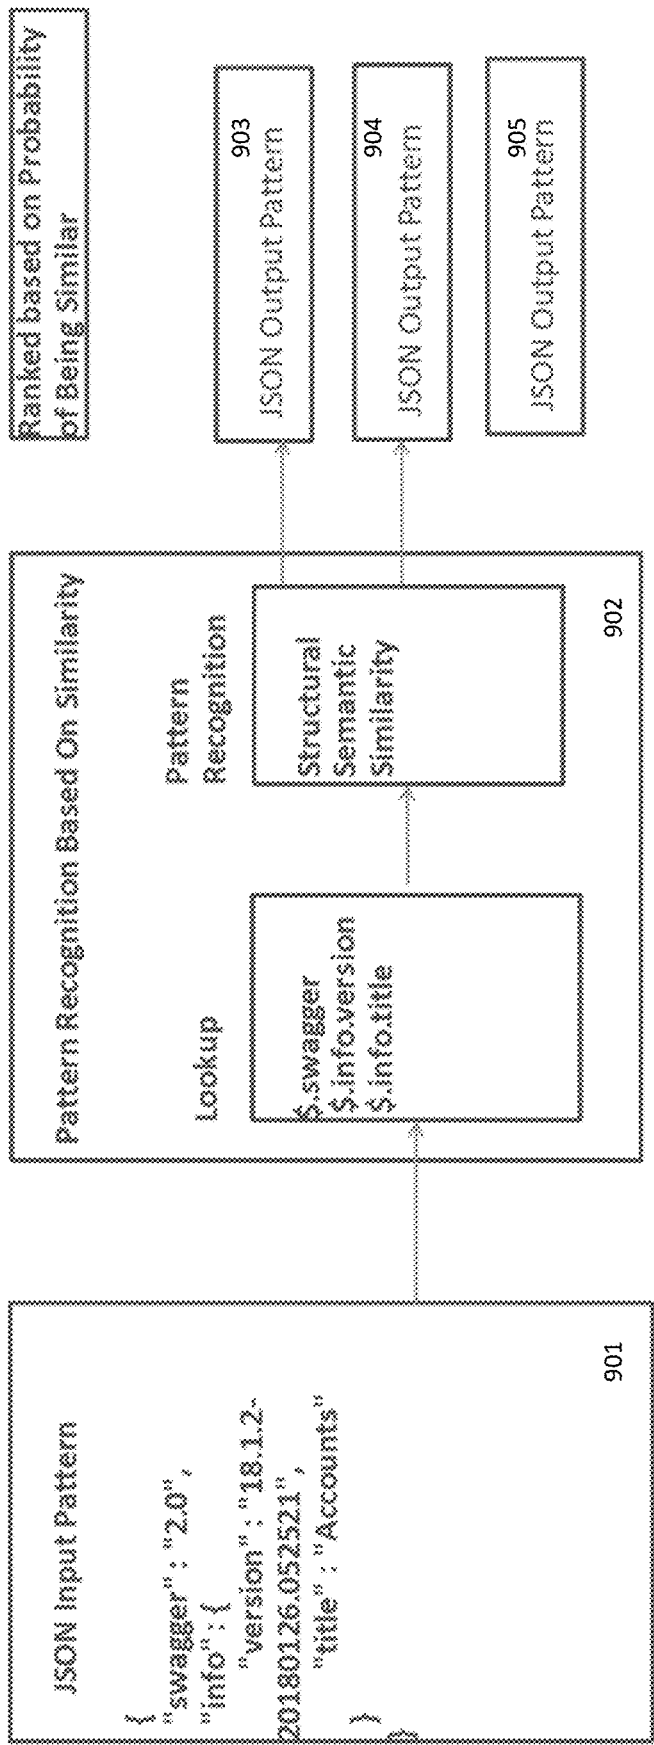 JSON Input Pattern
{
"swagger" : "2.0",
"info" : {
"version" : "18.1.2-
20180126.052521",
"title" : "Accounts"
}
}
901
Pattern Recognition Based On Similarity
Lookup
$.swagger
$.info.version
$.info.title
Pattern
Recognition
Structural
Semantic
Similarity
902
Ranked based on Probability
of Being Similar
903
JSON Output Pattern
904
JSON Output Pattern
905
JSON Output Pattern